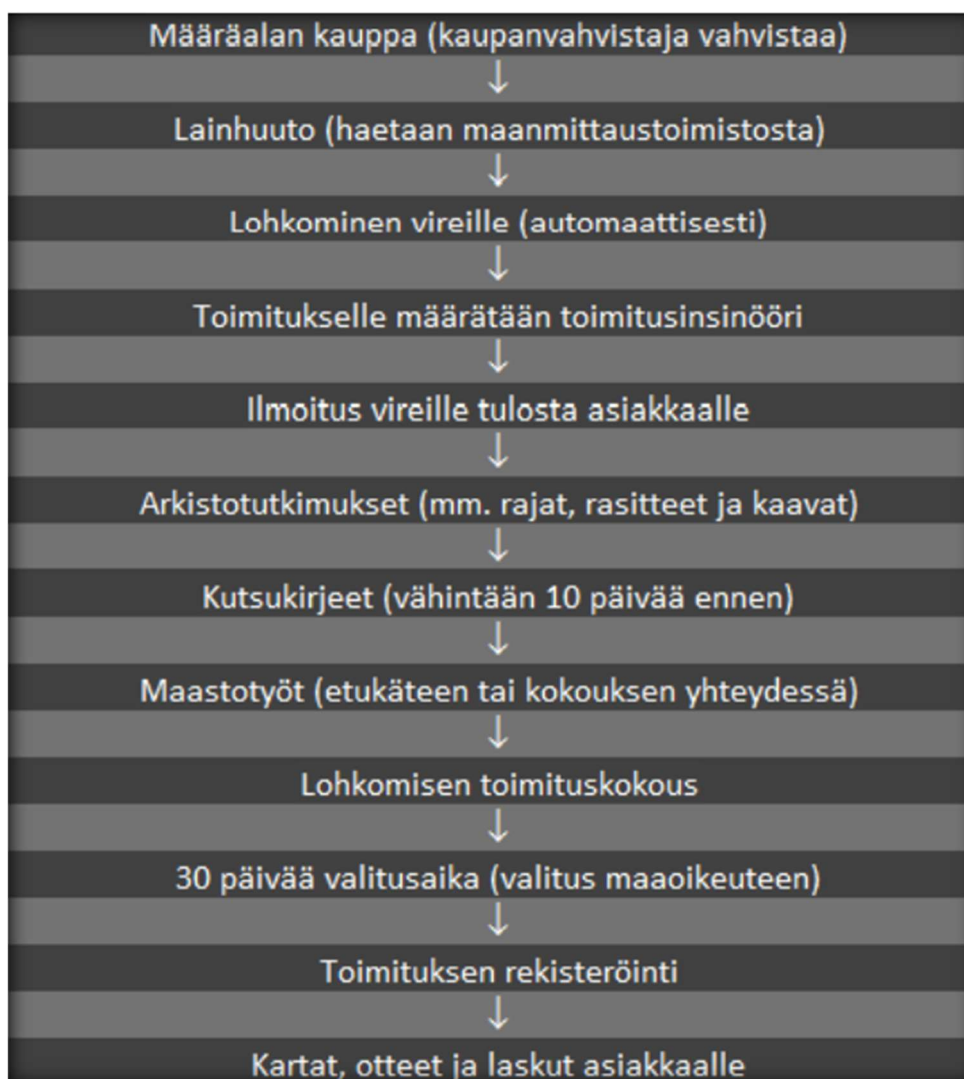 Määräalan kauppa (kaupanvahvistaja vahvistaa)
↓
Lainhuuto (haetaan maanmittaustoimistosta)
↓
Lohkominen vireille (automaattisesti)
↓
Toimitukselle määrätään toimitusinsinööri
↓
Ilmoitus vireille tulosta asiakkaalle
↓
Arkistotutkimukset (mm. rajat, rasitteet ja kaavat)
↓
Kutsukirjeet (vähintään 10 päivää ennen)
↓
Maastotyöt (etukäteen tai kokouksen yhteydessä)
↓
Lohkomisen toimituskokous
↓
30 päivää valitusaika (valitus maaoikeuteen)
↓
Toimituksen rekisteröinti
↓
Kartat, otteet ja laskut asiakkaalle